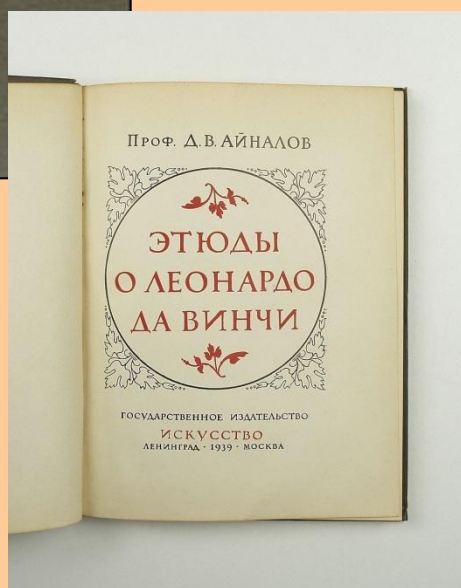 Проф. Д. В. АЙНАЛОВ
ЭТЮДЫ
О ЛЕОНАРДО
ДА ВИНЧИ
ГОСУДАРСТВЕННОЕ ИЗДАТЕЛЬСТВО
ИСКУССТВО
ЛЕНИНГРАД · 1939 · МОСКВА